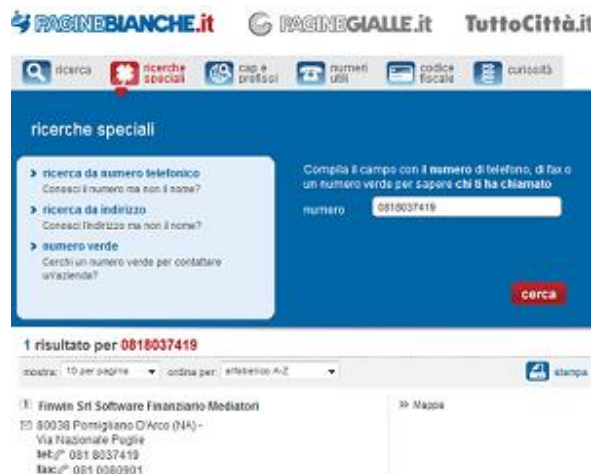 PAGINEBIANCHE.it PAGINEGIALLE.it TuttoCittà.it
ricerca ricerche speciali cap e prefissi numeri utili codice fiscale curiosità
ricerche speciali
ricerca da numero telefonico
Conosci il numero ma non il nome?
ricerca da indirizzo
Conosci l'indirizzo ma non il nome?
numero verde
Cerchi un numero verde per contattare
un'azienda?
Compila il campo con il numero di telefono, di fax o
un numero verde per sapere chi ti ha chiamato
numero 0818037419
cerca
1 risultato per 0818037419
mostra: 10 per pagina ordina per: alfabetico A-Z stampa
1 Finwin Srl Software Finanziario Mediatori
80038 Pomigliano D'Arco (NA) -
Via Nazionale Puglie
tel: 081 8037419
fax: 081 0080901
» Mappa